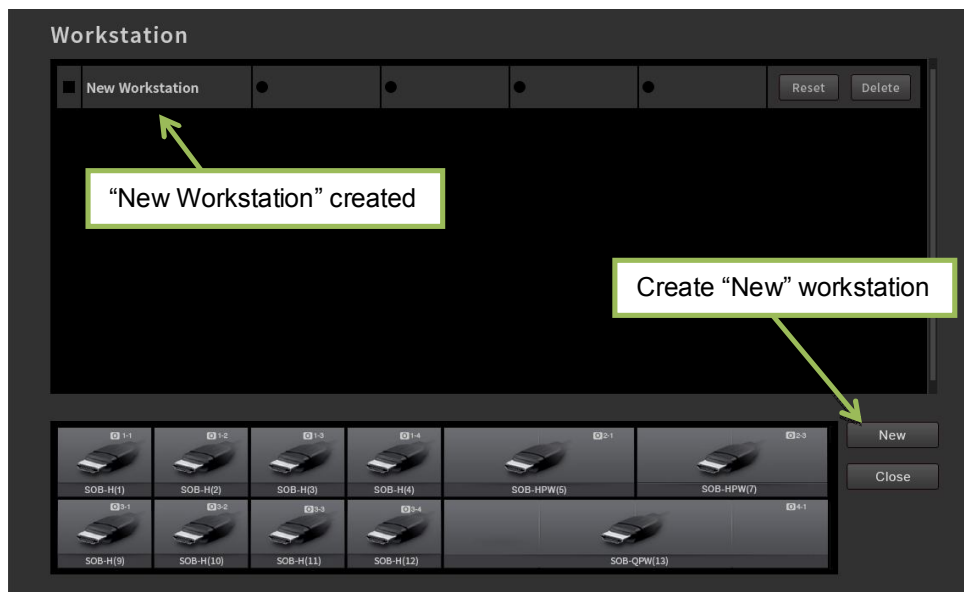 Workstation
New Workstation Reset Delete
“New Workstation” created
Create “New” workstation
1-1 1-2 1-3 1-4 2-1 2-3
SOB-H(1) SOB-H(2) SOB-H(3) SOB-H(4) SOB-HPW(5) SOB-HPW(7)
New
Close
3-1 3-2 3-3 3-4 4-1
SOB-H(9) SOB-H(10) SOB-H(11) SOB-H(12) SOB-QPW(13)